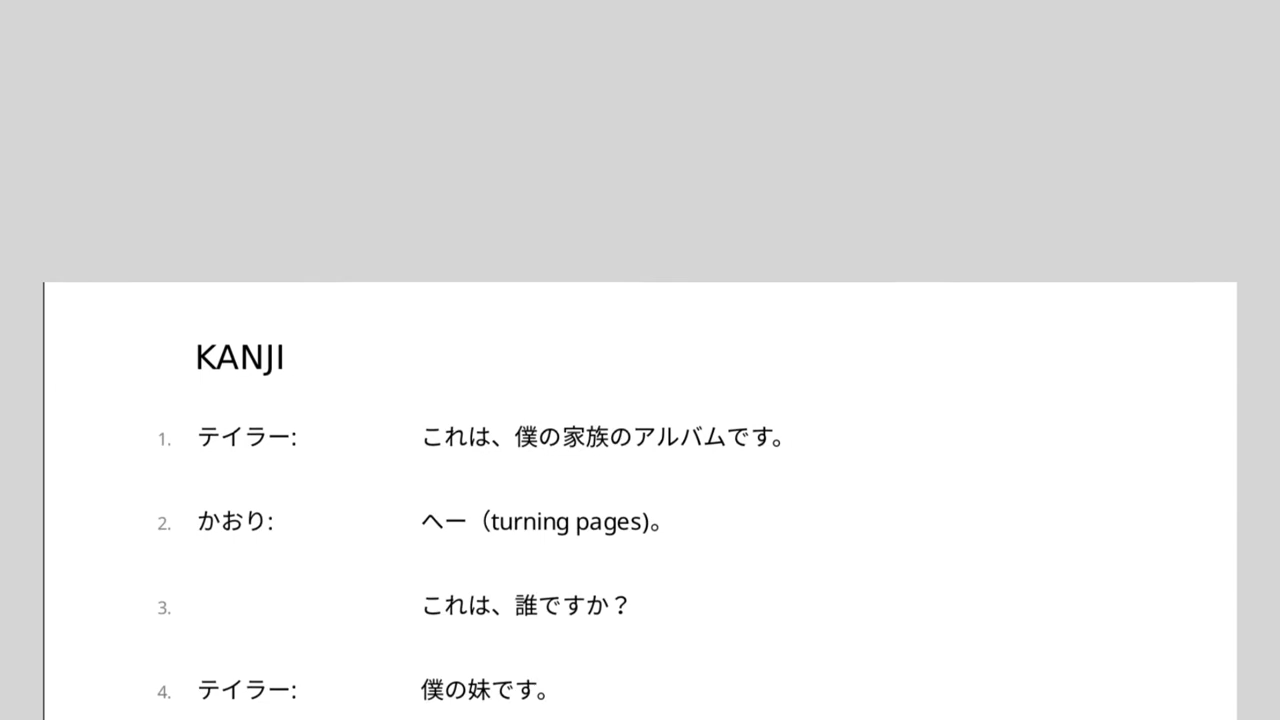 KANJI
1. テイラー: これは、僕の家族のアルバムです。
2. かおり: へー（turning pages)。
3. これは、誰ですか？
4. テイラー: 僕の妹です。